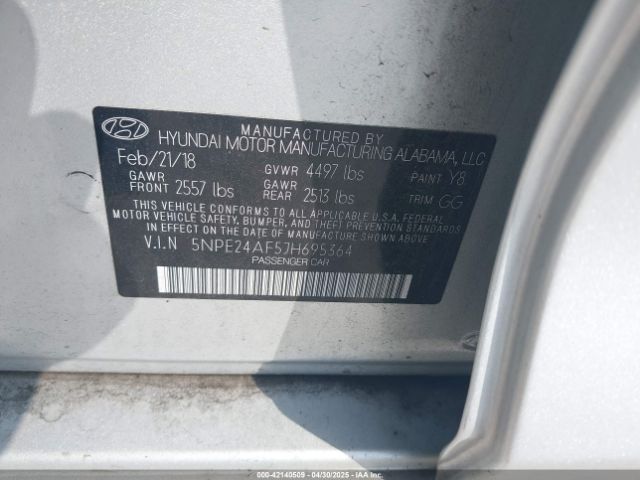 MANUFACTURED BY
HYUNDAI MOTOR MANUFACTURING ALABAMA, LLC
Feb/21/18 GVWR 4497 lbs PAINT Y8
GAWR FRONT 2557 lbs GAWR REAR 2513 lbs TRIM GG
THIS VEHICLE CONFORMS TO ALL APPLICABLE U.S.A. FEDERAL
MOTOR VEHICLE SAFETY, BUMPER, AND THEFT PREVENTION STANDARDS
IN EFFECT ON THE DATE OF MANUFACTURE SHOWN ABOVE.
V.I.N 5NPE24AF5JH695364
PASSENGER CAR
000-42140509 - 04/30/2025 - IAAI.COM